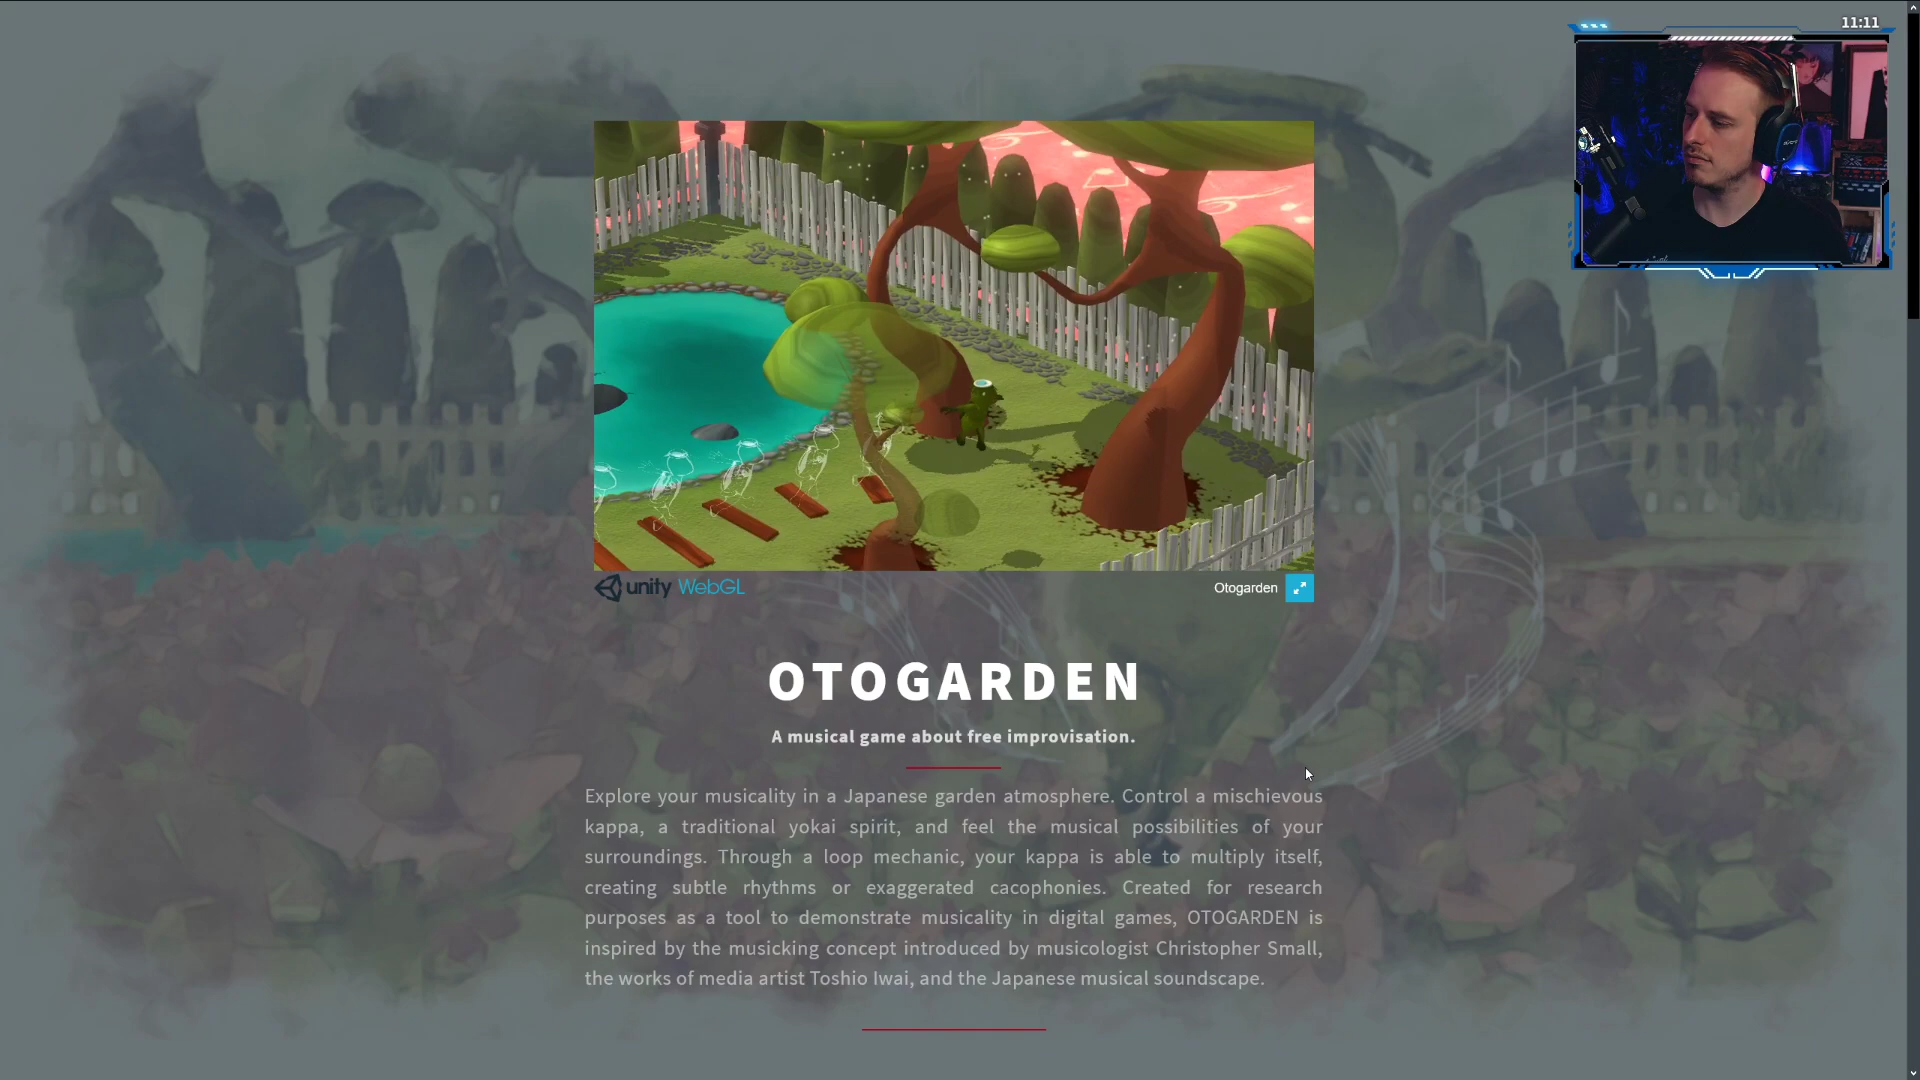 11:11
unity WebGL
Otogarden
OTOGARDEN
A musical game about free improvisation.
Explore your musicality in a Japanese garden atmosphere. Control a mischievous
kappa, a traditional yokai spirit, and feel the musical possibilities of your
surroundings. Through a loop mechanic, your kappa is able to multiply itself,
creating subtle rhythms or exaggerated cacophonies. Created for research
purposes as a tool to demonstrate musicality in digital games, OTOGARDEN is
inspired by the musicking concept introduced by musicologist Christopher Small,
the works of media artist Toshio Iwai, and the Japanese musical soundscape.